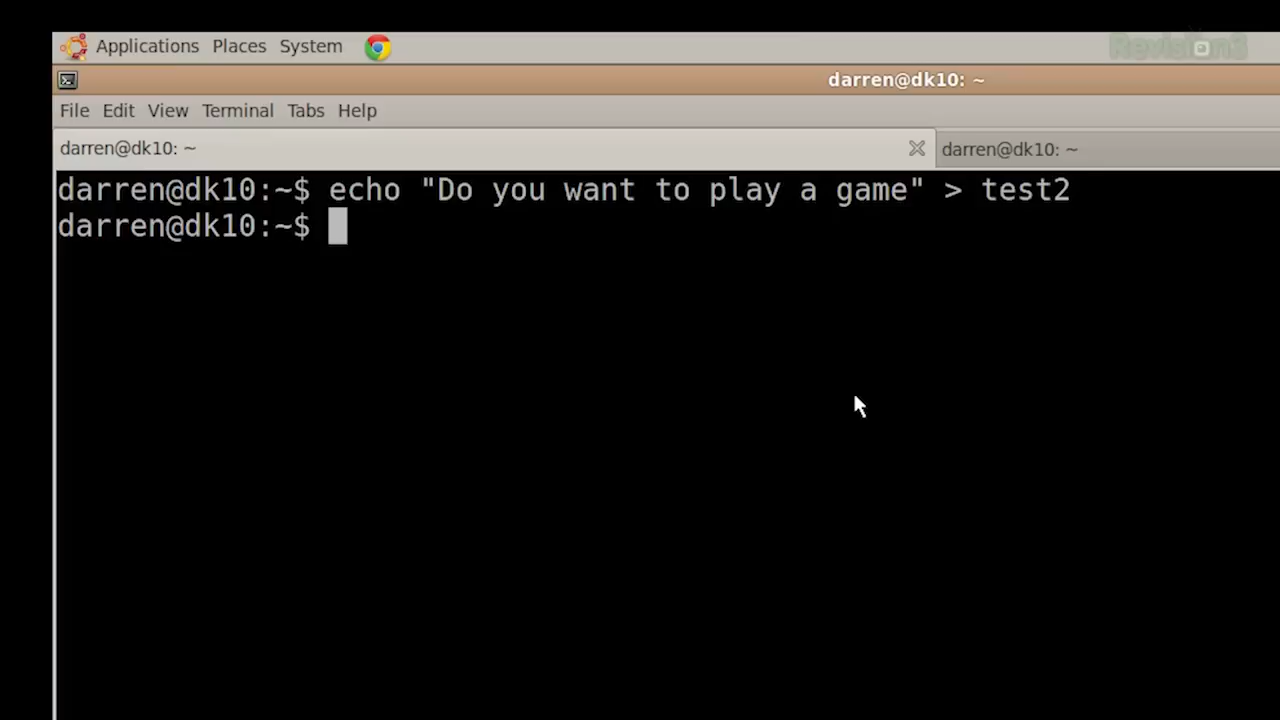 Applications Places System
Revision3
darren@dk10: ~
File Edit View Terminal Tabs Help
darren@dk10: ~
darren@dk10: ~
darren@dk10:~$ echo "Do you want to play a game" > test2
darren@dk10:~$